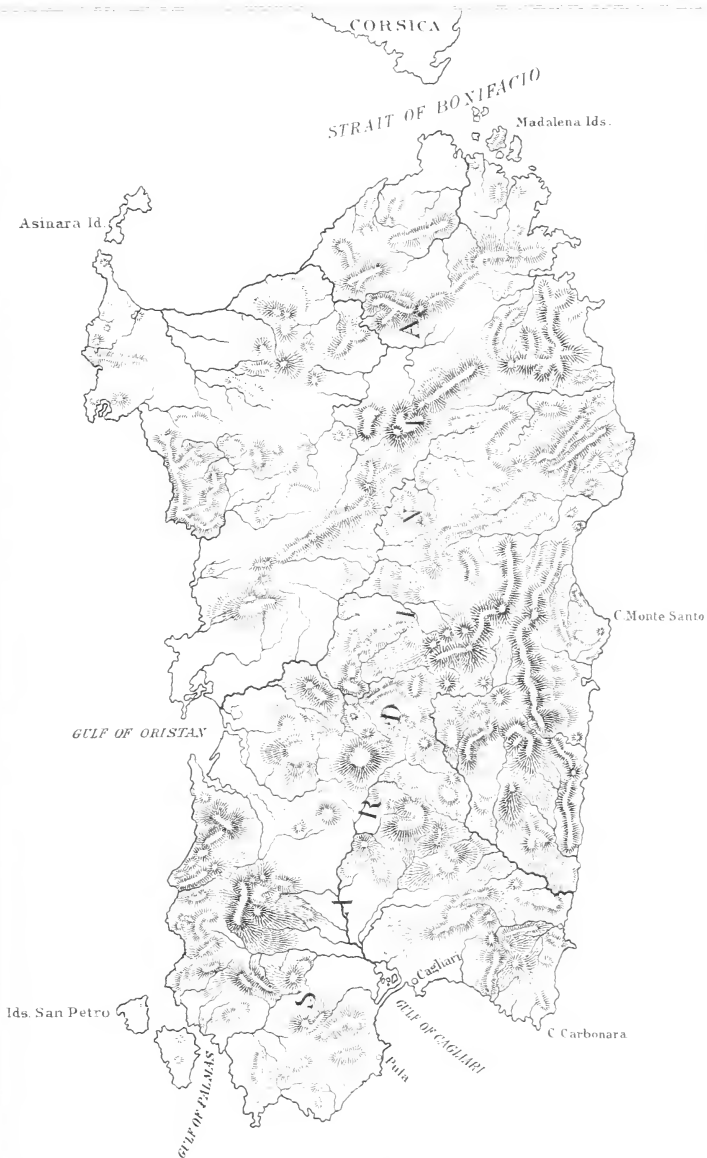 CORSICA
STRAIT OF BONIFACIO
Madalena Ids.
Asinara Id.
C. Monte Santo
GULF OF ORISTAN
SARDINIA
Cagliari
Ids. San Petro
GULF OF CAGLIARI
C Carbonara
Pula
GULF OF PALMAS